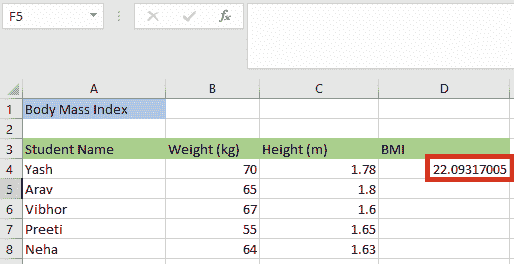 F5 fx
A B C D
1 Body Mass Index
2
3 Student Name Weight (kg) Height (m) BMI
4 Yash 70 1.78 22.09317005
5 Arav 65 1.8
6 Vibhor 67 1.6
7 Preeti 55 1.65
8 Neha 64 1.63